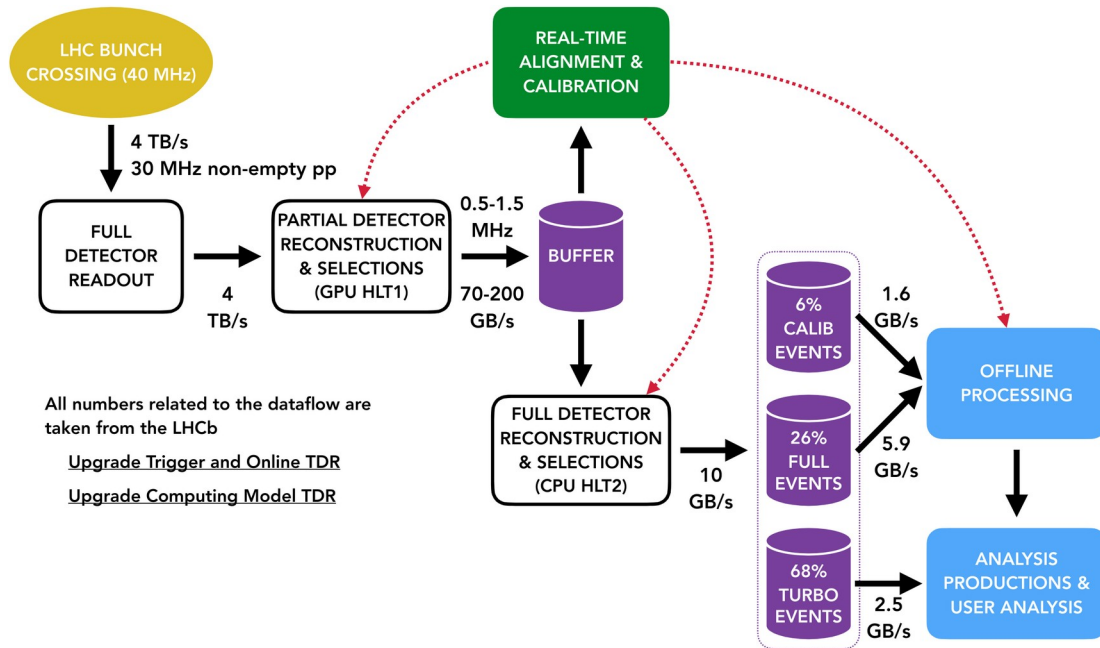 LHC BUNCH
CROSSING (40 MHz)
4 TB/s
30 MHz non-empty pp
FULL
DETECTOR
READOUT
4
TB/s
PARTIAL DETECTOR
RECONSTRUCTION
& SELECTIONS
(GPU HLT1)
0.5-1.5
MHz
70-200
GB/s
REAL-TIME
ALIGNMENT &
CALIBRATION
BUFFER
FULL DETECTOR
RECONSTRUCTION
& SELECTIONS
(CPU HLT2)
10
GB/s
6%
CALIB
EVENTS
26%
FULL
EVENTS
68%
TURBO
EVENTS
1.6
GB/s
5.9
GB/s
2.5
GB/s
OFFLINE
PROCESSING
ANALYSIS
PRODUCTIONS &
USER ANALYSIS
All numbers related to the dataflow are
taken from the LHCb
Upgrade Trigger and Online TDR
Upgrade Computing Model TDR